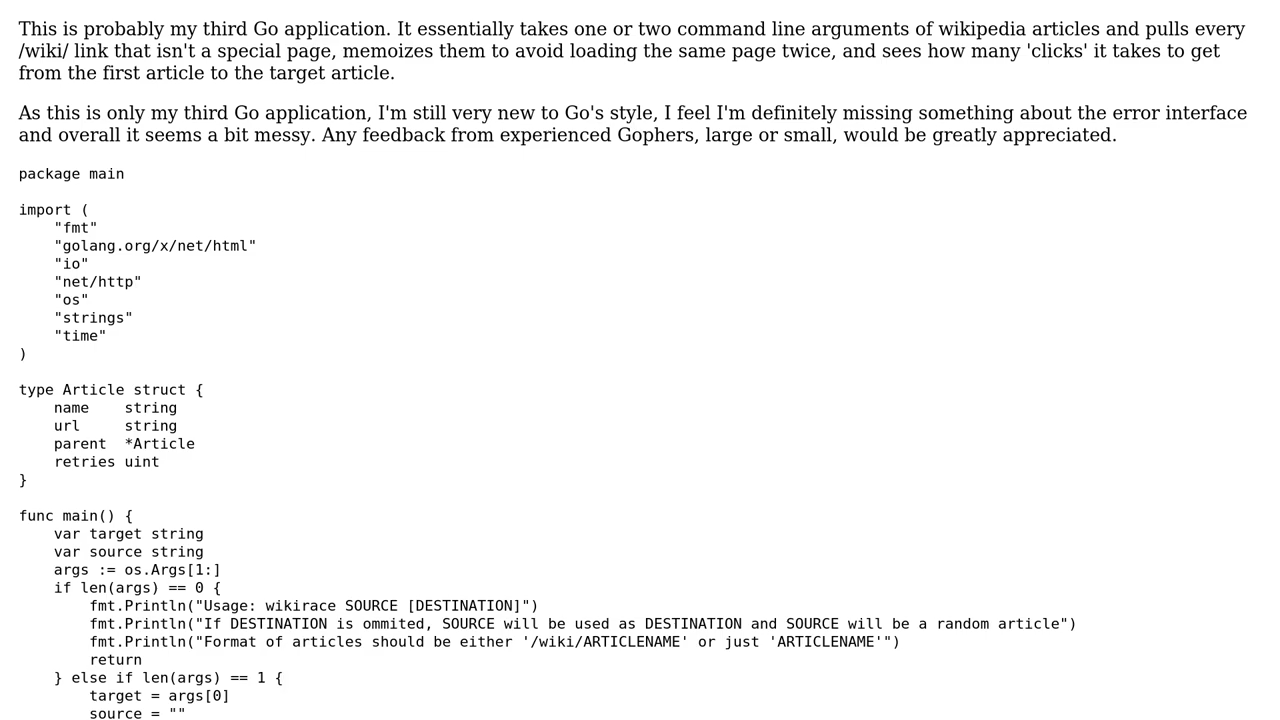 This is probably my third Go application. It essentially takes one or two command line arguments of wikipedia articles and pulls every
/wiki/ link that isn't a special page, memoizes them to avoid loading the same page twice, and sees how many 'clicks' it takes to get
from the first article to the target article.
As this is only my third Go application, I'm still very new to Go's style, I feel I'm definitely missing something about the error interface
and overall it seems a bit messy. Any feedback from experienced Gophers, large or small, would be greatly appreciated.
package main
import (
    "fmt"
    "golang.org/x/net/html"
    "io"
    "net/http"
    "os"
    "strings"
    "time"
)
type Article struct {
    name    string
    url     string
    parent  *Article
    retries uint
}
func main() {
    var target string
    var source string
    args := os.Args[1:]
    if len(args) == 0 {
        fmt.Println("Usage: wikirace SOURCE [DESTINATION]")
        fmt.Println("If DESTINATION is ommited, SOURCE will be used as DESTINATION and SOURCE will be a random article")
        fmt.Println("Format of articles should be either '/wiki/ARTICLENAME' or just 'ARTICLENAME'")
        return
    } else if len(args) == 1 {
        target = args[0]
        source = ""